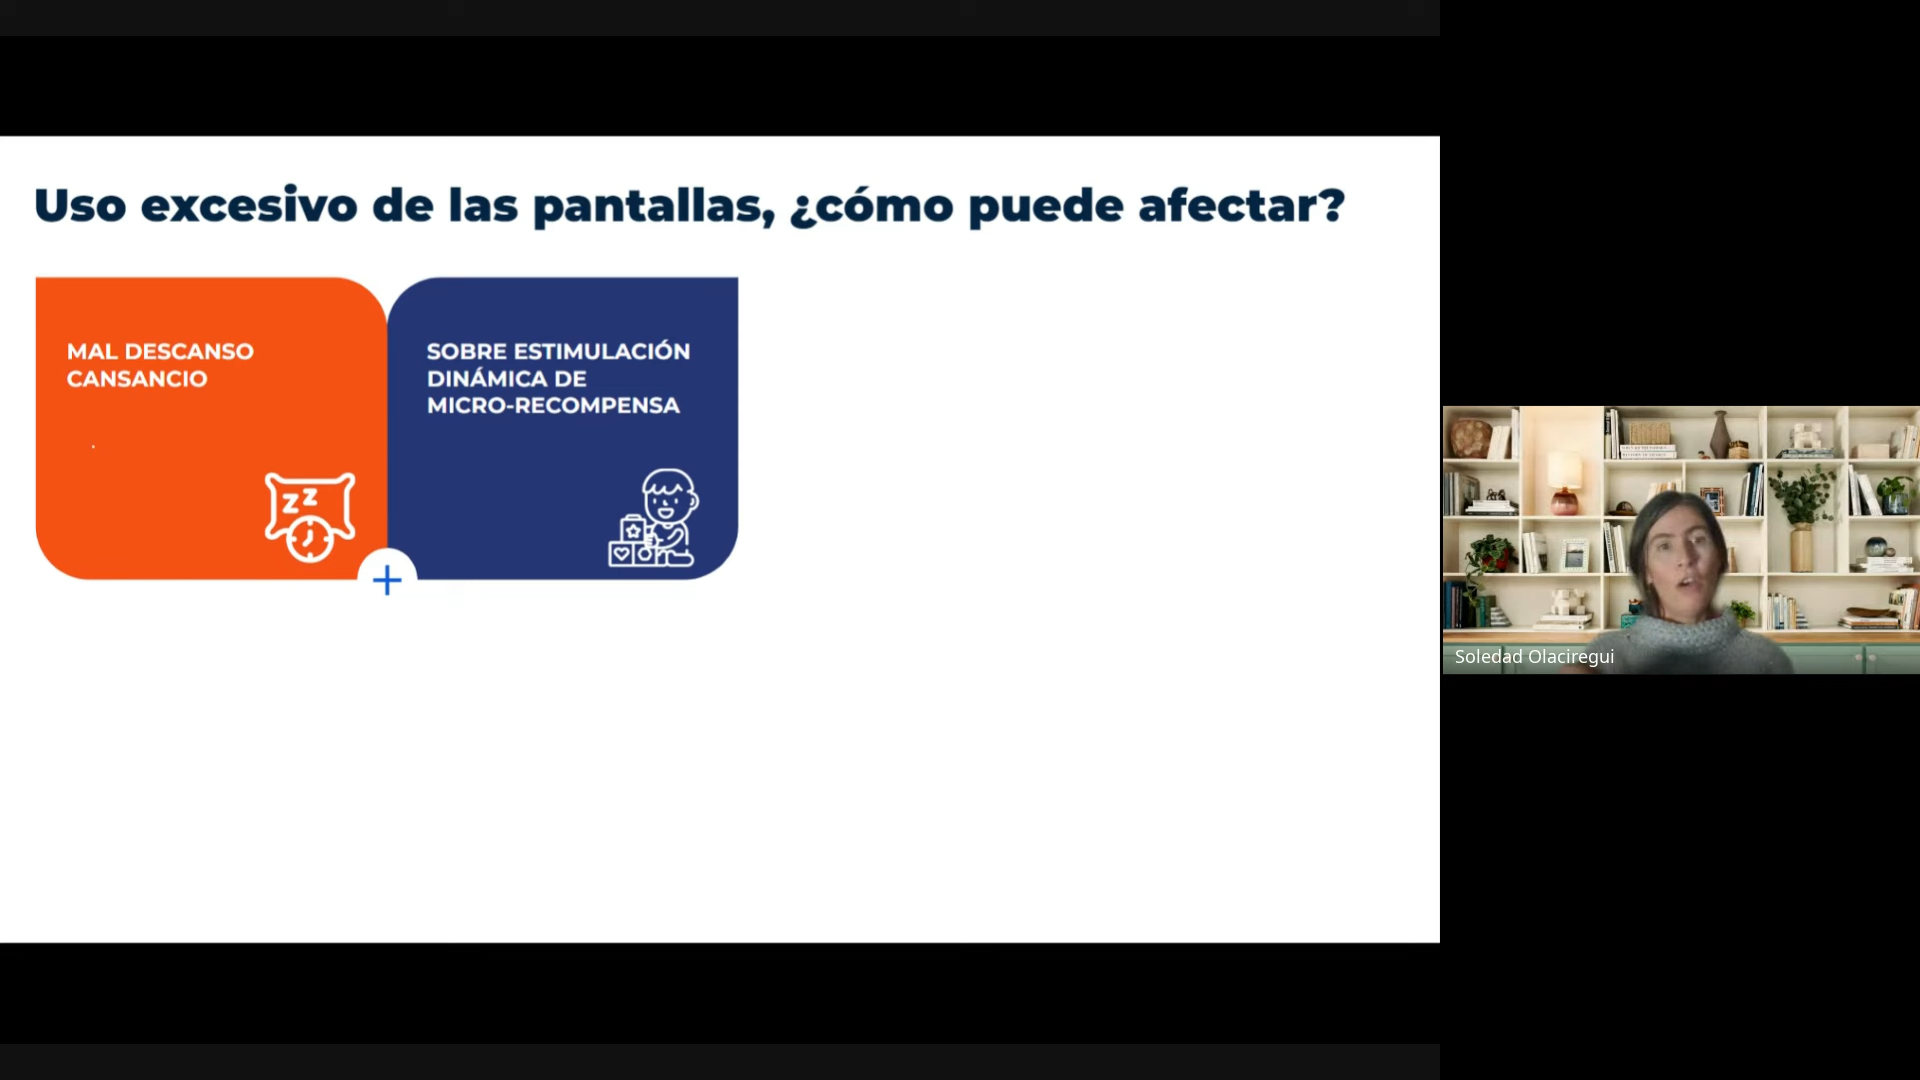 Uso excesivo de las pantallas, ¿cómo puede afectar?
MAL DESCANSO
CANSANCIO
SOBRE ESTIMULACIÓN
DINÁMICA DE
MICRO-RECOMPENSA
Z Z
Soledad Olaciregui